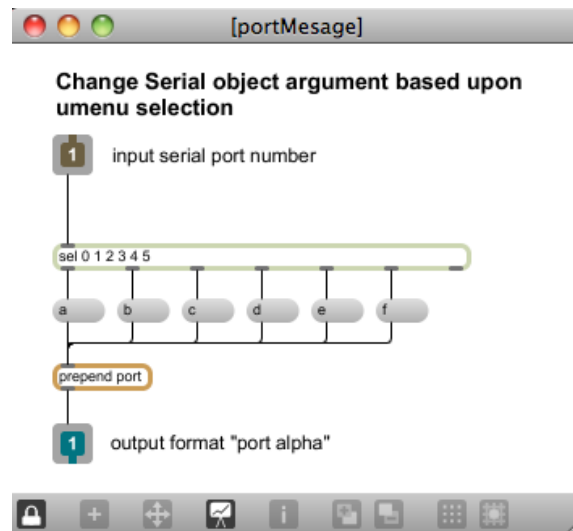 [portMesage]
Change Serial object argument based upon
umenu selection
1
input serial port number
sel 0 1 2 3 4 5
a b c d e f
prepend port
1
output format "port alpha"
i